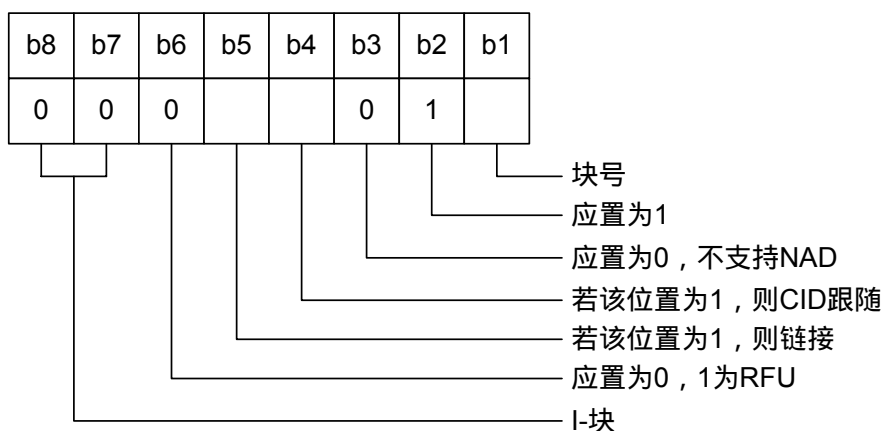 b8 b7 b6 b5 b4 b3 b2 b1
0 0 0 0 1
块号
应置为1
应置为0，不支持NAD
若该位置为1，则CID跟随
若该位置为1，则链接
应置为0，1为RFU
I-块